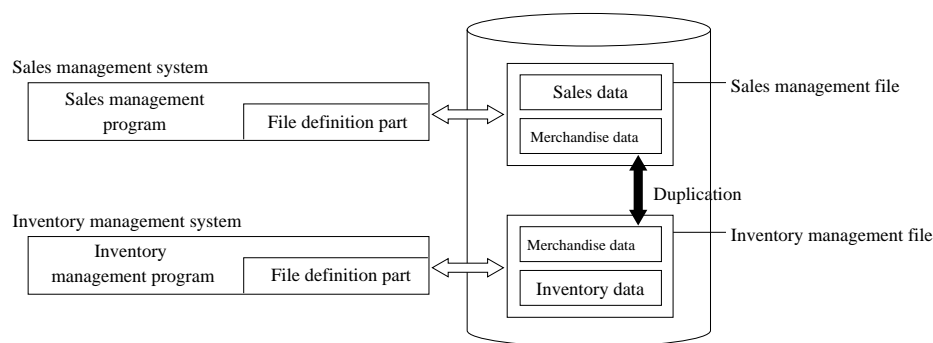 Sales management system
Sales management
program
File definition part
Sales data
Merchandise data
Sales management file
Duplication
Inventory management system
Inventory
management program
File definition part
Merchandise data
Inventory data
Inventory management file